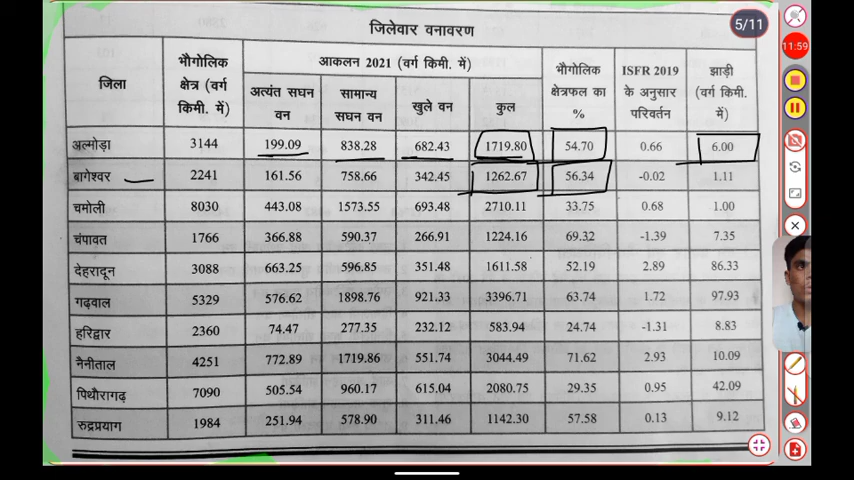 5/11
11:59
जिलेवार वनावरण
जिला
भौगोलिक क्षेत्र (वर्ग किमी. में)
आकलन 2021 (वर्ग किमी. में)
अत्यंत सघन वन
सामान्य सघन वन
खुले वन
कुल
भौगोलिक क्षेत्रफल का %
ISFR 2019 के अनुसार परिवर्तन
झाड़ी (वर्ग किमी. में)
अल्मोड़ा 3144 199.09 838.28 682.43 1719.80 54.70 0.66 6.00
बागेश्वर 2241 161.56 758.66 342.45 1262.67 56.34 -0.02 1.11
चमोली 8030 443.08 1573.55 693.48 2710.11 33.75 0.68 1.00
चंपावत 1766 366.88 590.37 266.91 1224.16 69.32 -1.39 7.35
देहरादून 3088 663.25 596.85 351.48 1611.58 52.19 2.89 86.33
गढ़वाल 5329 576.62 1898.76 921.33 3396.71 63.74 1.72 97.93
हरिद्वार 2360 74.47 277.35 232.12 583.94 24.74 -1.31 8.83
नैनीताल 4251 772.89 1719.86 551.74 3044.49 71.62 2.93 10.09
पिथौरागढ़ 7090 505.54 960.17 615.04 2080.75 29.35 0.95 42.09
रुद्रप्रयाग 1984 251.94 578.90 311.46 1142.30 57.58 0.13 9.12